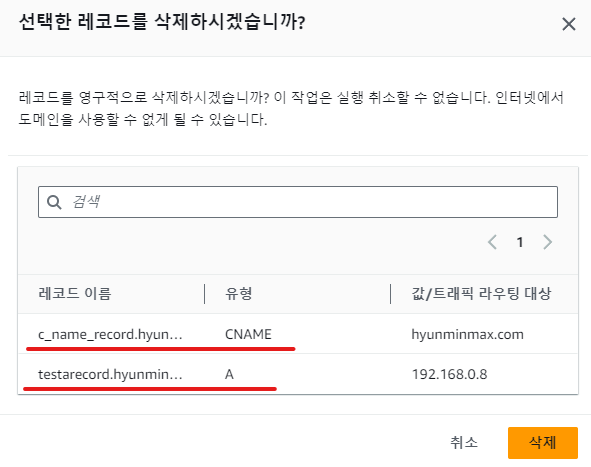 선택한 레코드를 삭제하시겠습니까?
레코드를 영구적으로 삭제하시겠습니까? 이 작업은 실행 취소할 수 없습니다. 인터넷에서
도메인을 사용할 수 없게 될 수 있습니다.
검색
1
레코드 이름 유형 값/트래픽 라우팅 대상
c_name_record.hyun... CNAME hyunminmax.com
testarecord.hyunmin... A 192.168.0.8
취소 삭제